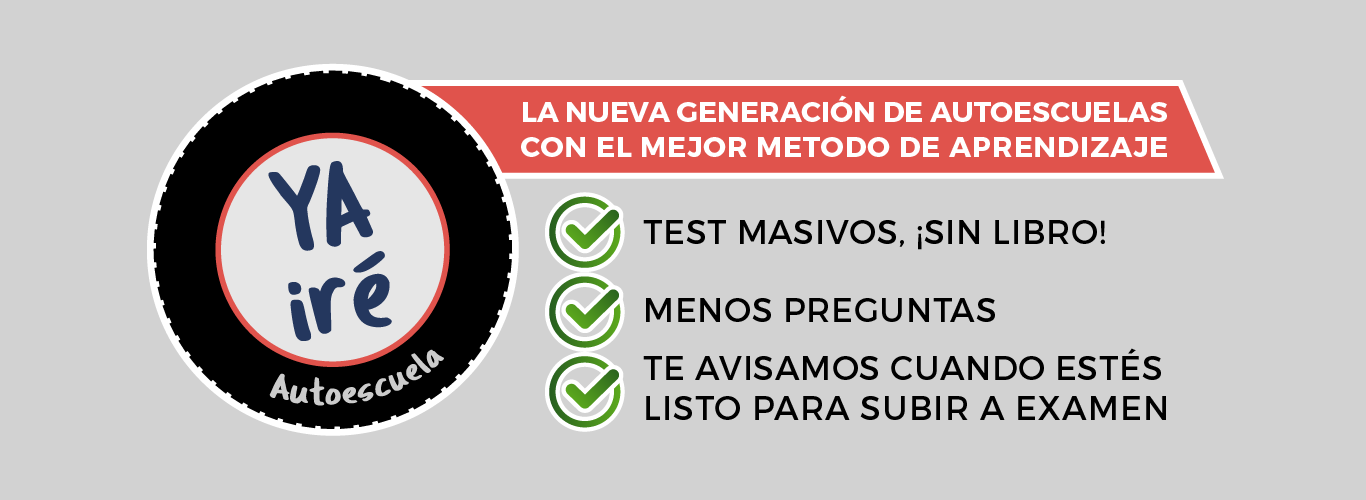 YA
iré
Autoescuela
LA NUEVA GENERACIÓN DE AUTOESCUELAS
CON EL MEJOR METODO DE APRENDIZAJE
TEST MASIVOS, ¡SIN LIBRO!
MENOS PREGUNTAS
TE AVISAMOS CUANDO ESTÉS
LISTO PARA SUBIR A EXAMEN